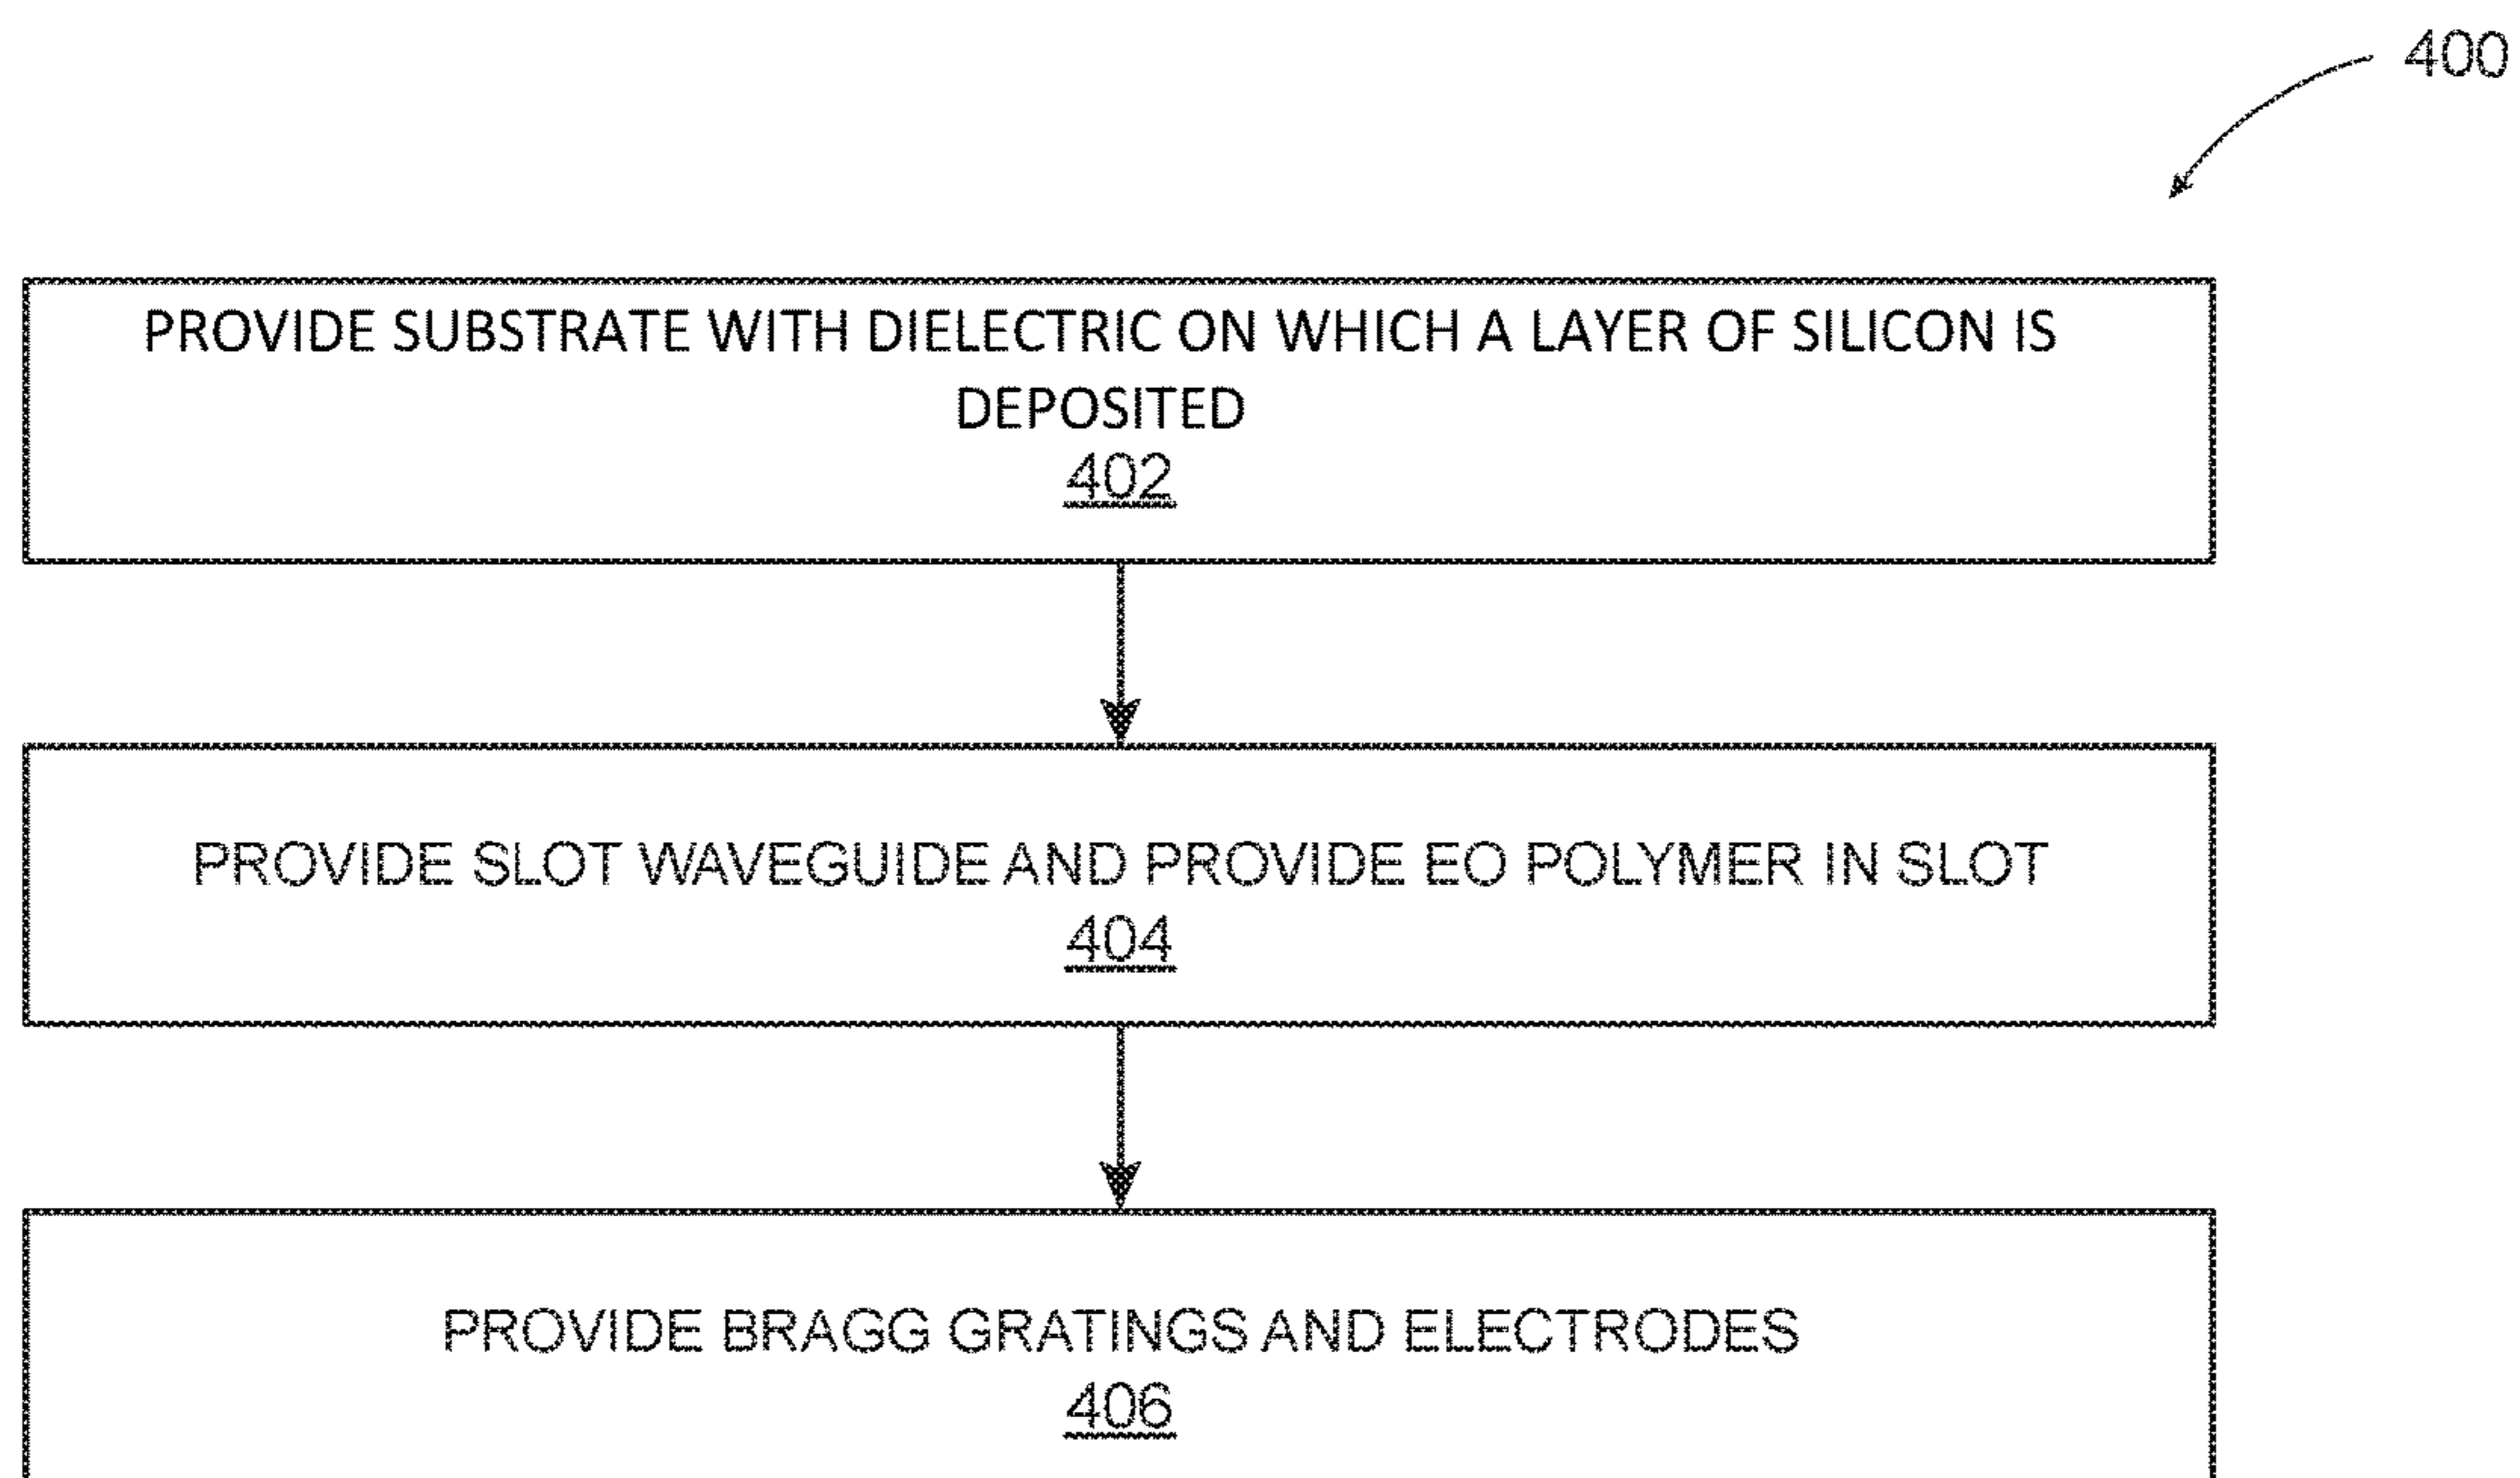 400
PROVIDE SUBSTRATE WITH DIELECTRIC ON WHICH A LAYER OF SILICON IS
DEPOSITED
402
PROVIDE SLOT WAVEGUIDE AND PROVIDE EO POLYMER IN SLOT
404
PROVIDE BRAGG GRATINGS AND ELECTRODES
406